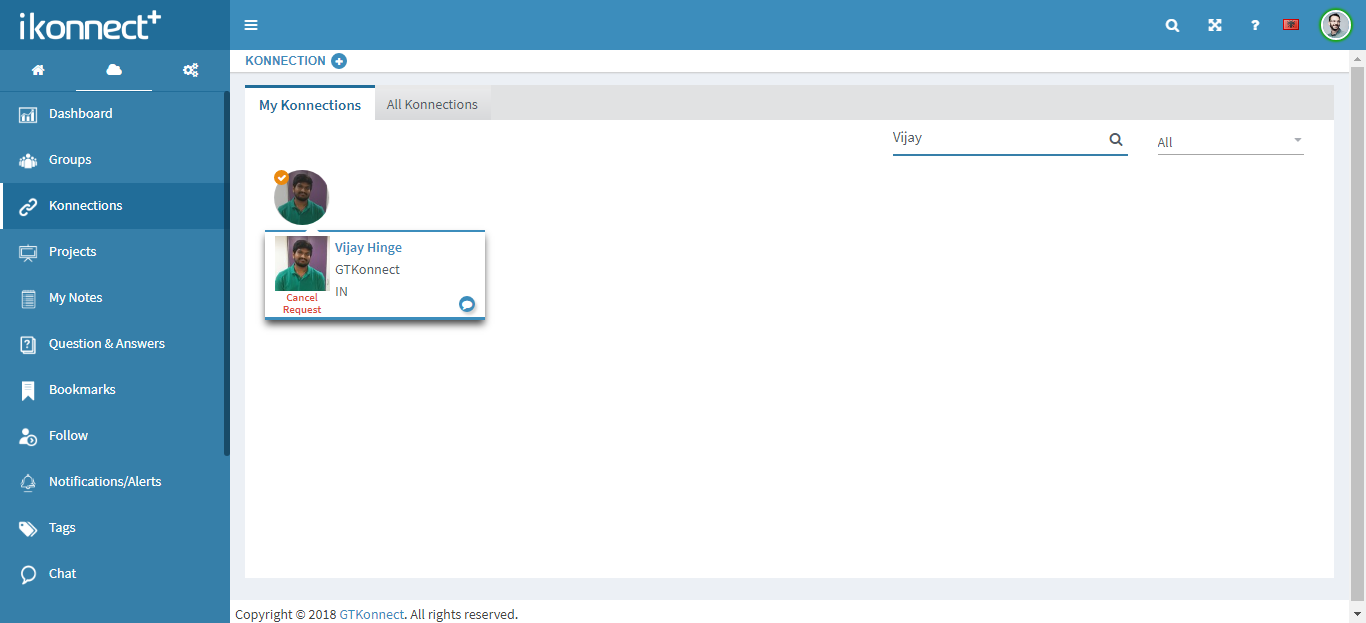 ikonnect+
KONNECTION
My Konnections
All Konnections
Vijay
All
Vijay Hinge
GTKonnect
IN
Cancel
Request
Dashboard
Groups
Konnections
Projects
My Notes
Question & Answers
Bookmarks
Follow
Notifications/Alerts
Tags
Chat
Copyright © 2018 GTKonnect. All rights reserved.